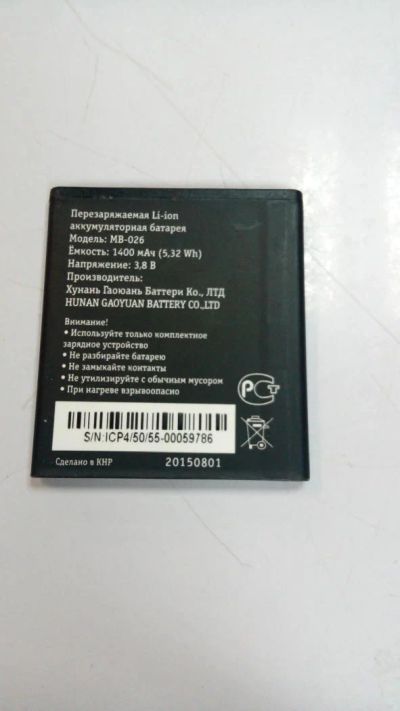 Перезаряжаемая Li-ion
аккумуляторная батарея
Модель: MB-026
Ёмкость: 1400 мАч (5,32 Wh)
Напряжение: 3,8 В
Производитель:
Хунань Гаоюань Баттери Ко., ЛТД
HUNAN GAOYUAN BATTERY CO.,LTD
Внимание!
• Используйте только комплектное
зарядное устройство
• Не разбирайте батарею
• Не замыкайте контакты
• Не утилизируйте с обычным мусором
• При нагреве взрывоопасно
РСТ
S/N:ICP4/50/55-00059786
Сделано в КНР
20150801